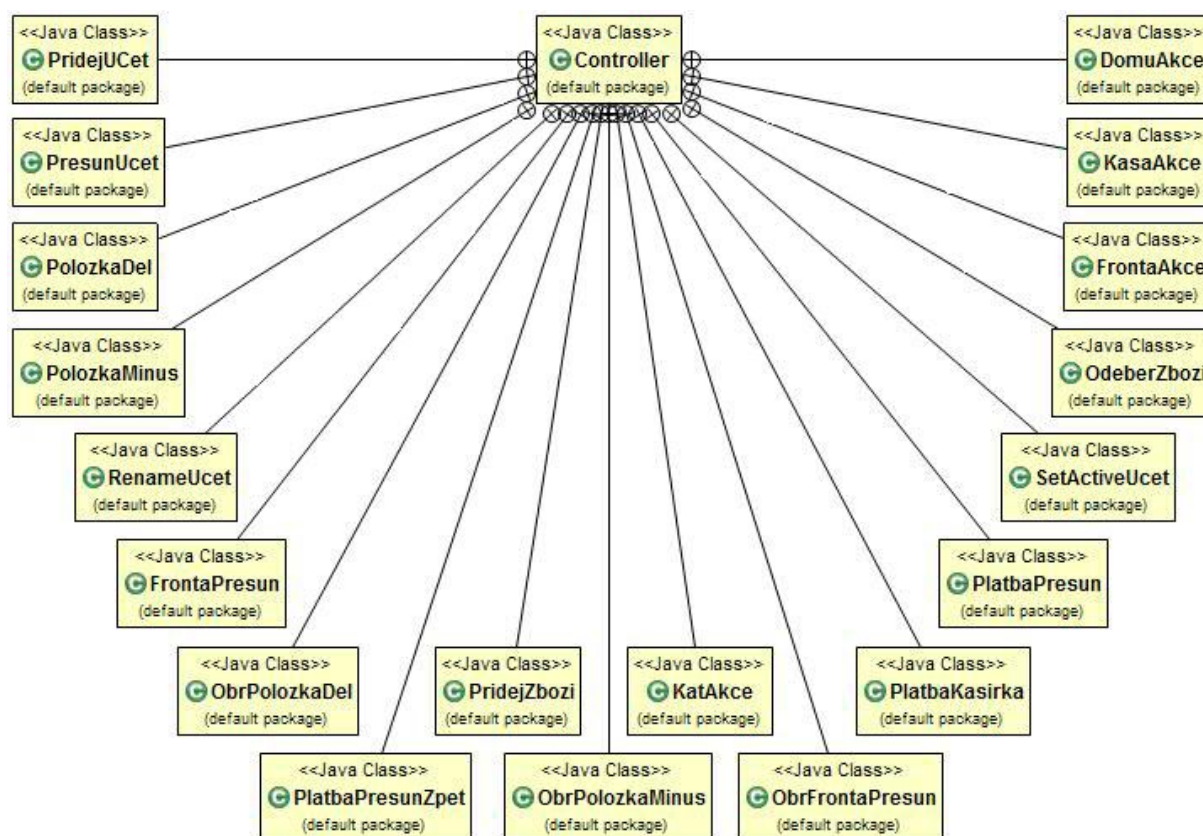 <<Java Class>>
PridejUCet
(default package)
<<Java Class>>
Controller
(default package)
<<Java Class>>
DomuAkce
(default package)
<<Java Class>>
PresunUcet
(default package)
<<Java Class>>
KasaAkce
(default package)
<<Java Class>>
PolozkaDel
(default package)
<<Java Class>>
FrontaAkce
(default package)
<<Java Class>>
PolozkaMinus
(default package)
<<Java Class>>
OdeberZbozi
(default package)
<<Java Class>>
RenameUcet
(default package)
<<Java Class>>
SetActiveUcet
(default package)
<<Java Class>>
FrontaPresun
(default package)
<<Java Class>>
PlatbaPresun
(default package)
<<Java Class>>
ObrPolozkaDel
(default package)
<<Java Class>>
PridejZbozi
(default package)
<<Java Class>>
KatAkce
(default package)
<<Java Class>>
PlatbaKasirka
(default package)
<<Java Class>>
PlatbaPresunZpet
(default package)
<<Java Class>>
ObrPolozkaMinus
(default package)
<<Java Class>>
ObrFrontaPresun
(default package)